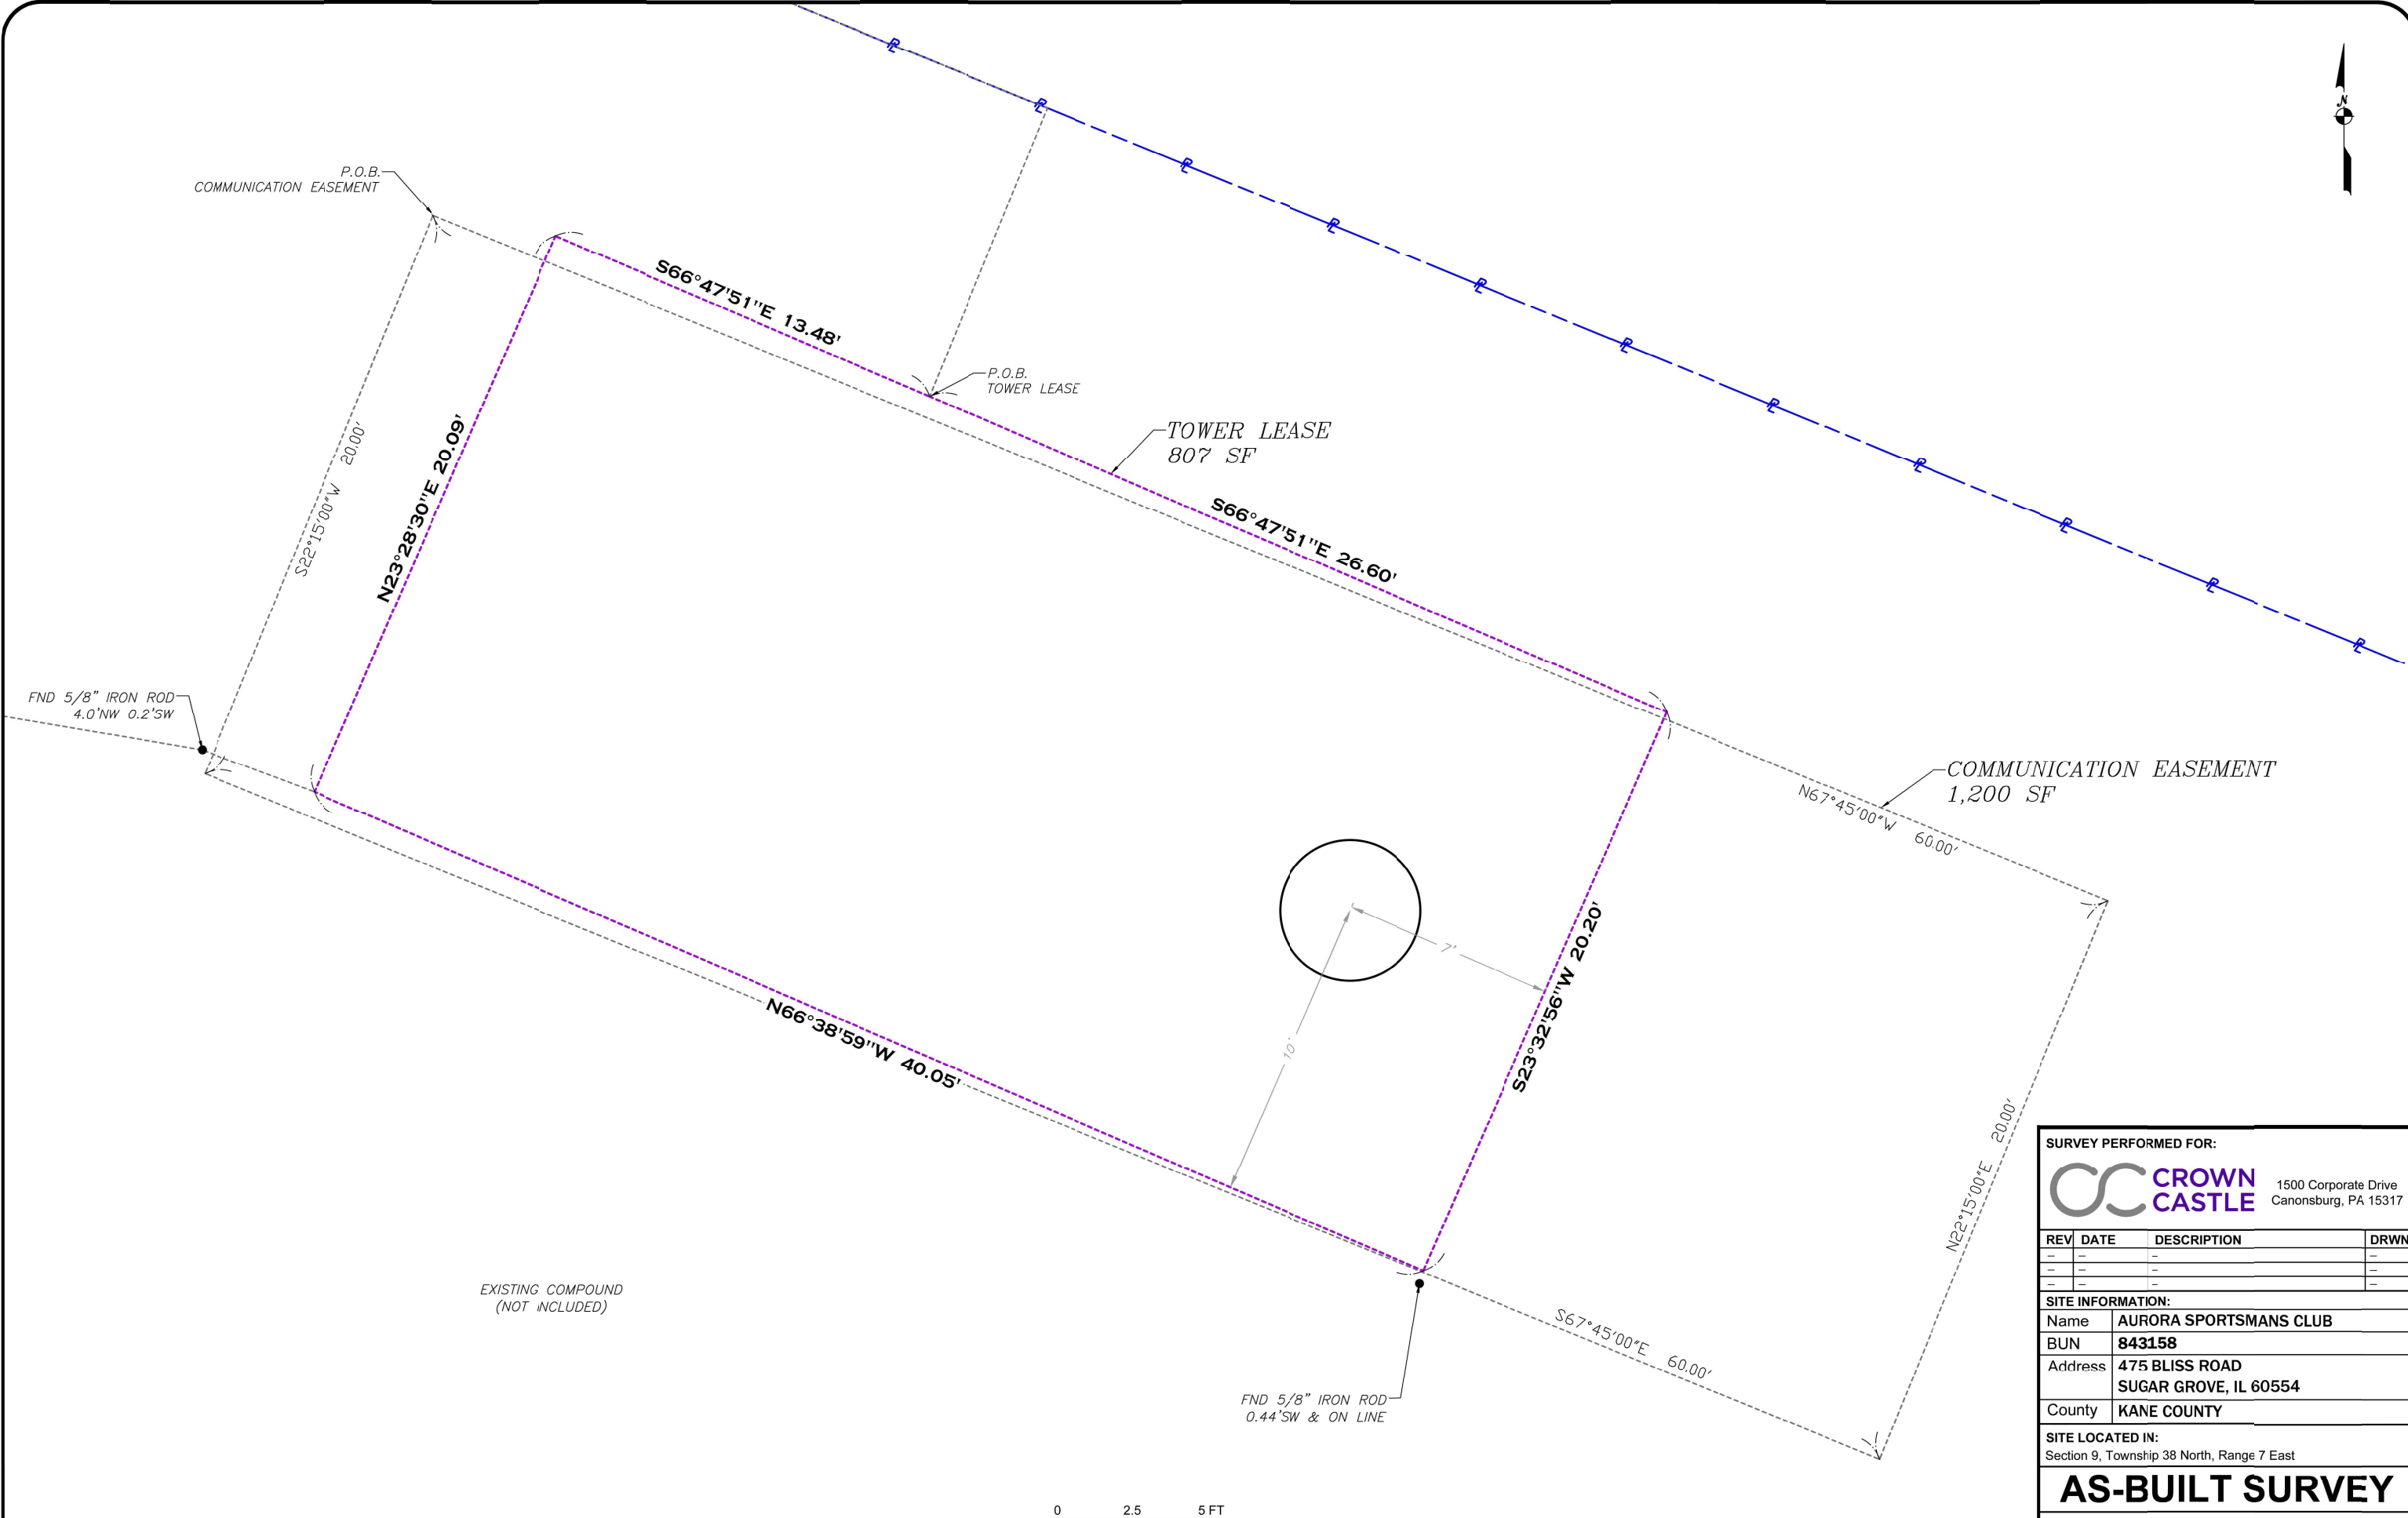 N
P.O.B.
COMMUNICATION EASEMENT
S66°47'51"E 13.48'
P.O.B.
TOWER LEASE
TOWER LEASE
807 SF
S22°15'00"W 20.00'
N23°28'30"E 20.09'
S66°47'51"E 26.60'
FND 5/8" IRON ROD
4.0'NW 0.2'SW
COMMUNICATION EASEMENT
1,200 SF
N67°45'00"W 60.00'
7'
S23°32'56"W 20.20'
10'
N66°38'59"W 40.05'
N22°15'00"E 20.00'
EXISTING COMPOUND
(NOT INCLUDED)
S67°45'00"E 60.00'
FND 5/8" IRON ROD
0.44'SW & ON LINE
0 2.5 5 FT
SURVEY PERFORMED FOR:
CROWN
CASTLE
1500 Corporate Drive
Canonsburg, PA 15317
REV DATE DESCRIPTION DRWN
– – – –
– – – –
– – – –
SITE INFORMATION:
Name AURORA SPORTSMANS CLUB
BUN 843158
Address 475 BLISS ROAD
SUGAR GROVE, IL 60554
County KANE COUNTY
SITE LOCATED IN:
Section 9, Township 38 North, Range 7 East
AS-BUILT SURVEY